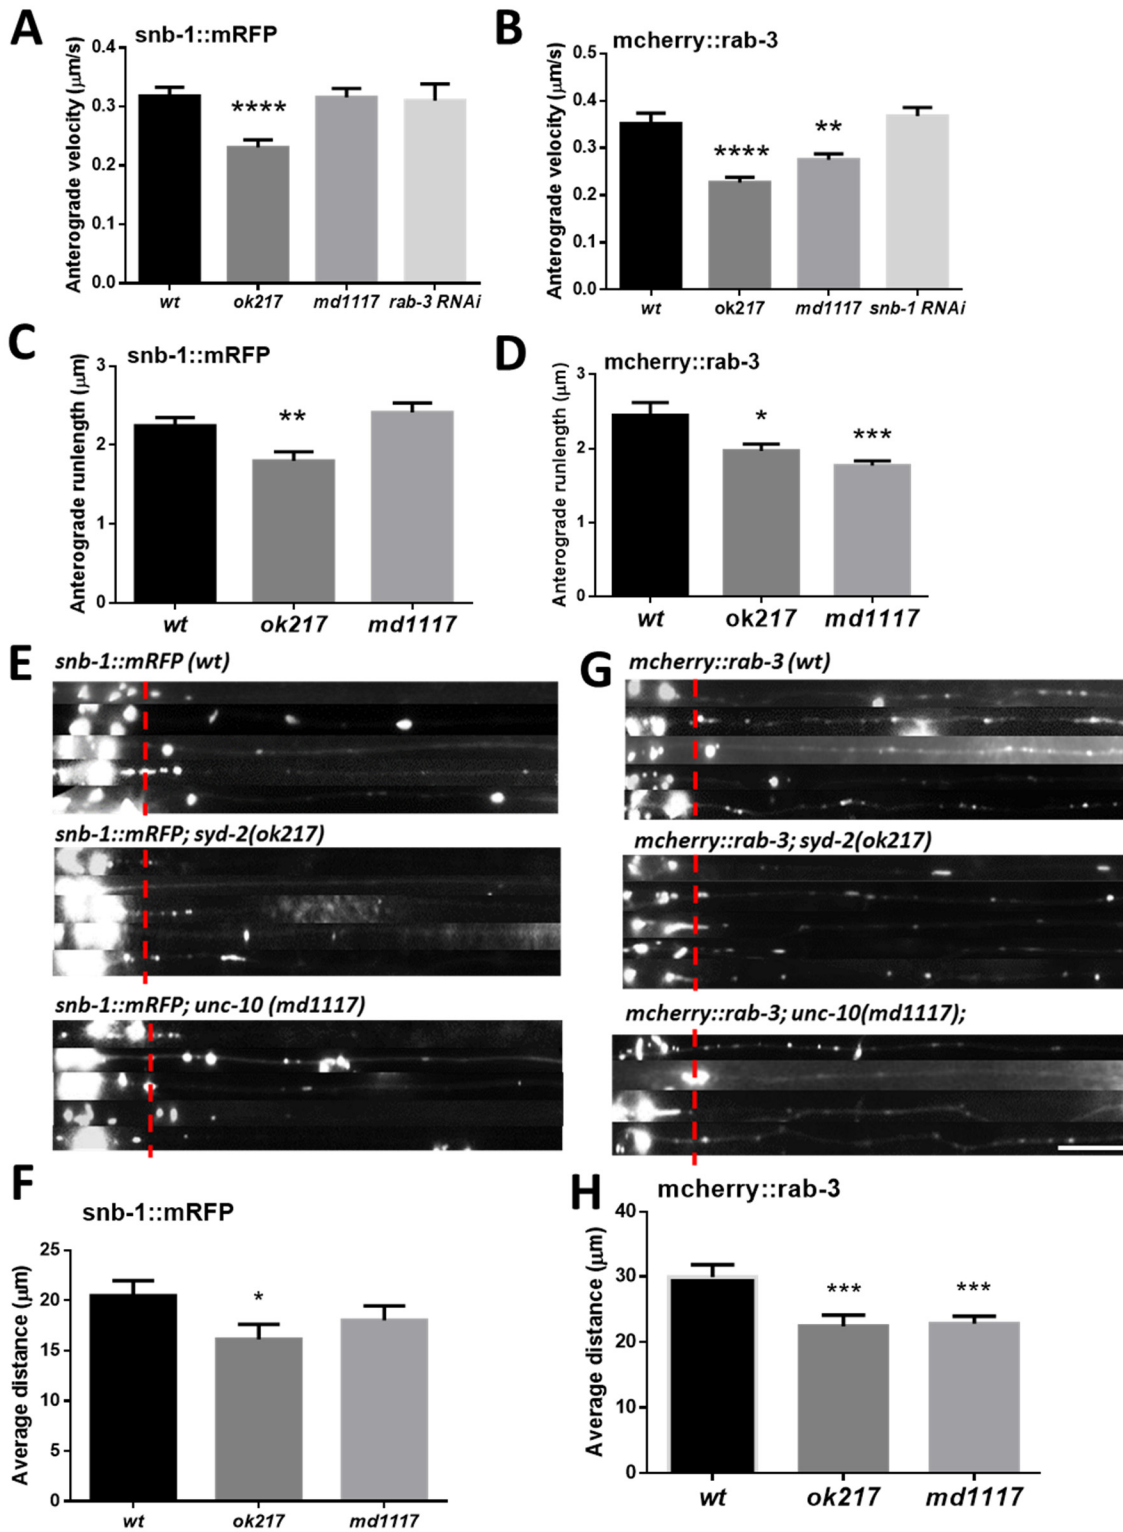 A
snb-1::mRFP
Anterograde velocity (μm/s)
0.4
0.3
0.2
0.1
0.0
****
wt ok217 md1117 rab-3 RNAi
B
mcherry::rab-3
Anterograde velocity (μm/s)
0.5
0.4
0.3
0.2
0.1
0.0
****
**
wt ok217 md1117 snb-1 RNAi
C
snb-1::mRFP
Anterograde runlength (μm)
3
2
1
0
**
wt ok217 md1117
D
mcherry::rab-3
Anterograde runlength (μm)
3
2
1
0
*
***
wt ok217 md1117
E
snb-1::mRFP (wt)
snb-1::mRFP; syd-2(ok217)
snb-1::mRFP; unc-10 (md1117)
G
mcherry::rab-3 (wt)
mcherry::rab-3; syd-2(ok217)
mcherry::rab-3; unc-10(md1117);
F
snb-1::mRFP
Average distance (μm)
25
20
15
10
5
0
*
wt ok217 md1117
H
mcherry::rab-3
Average distance (μm)
40
30
20
10
0
***
***
wt ok217 md1117